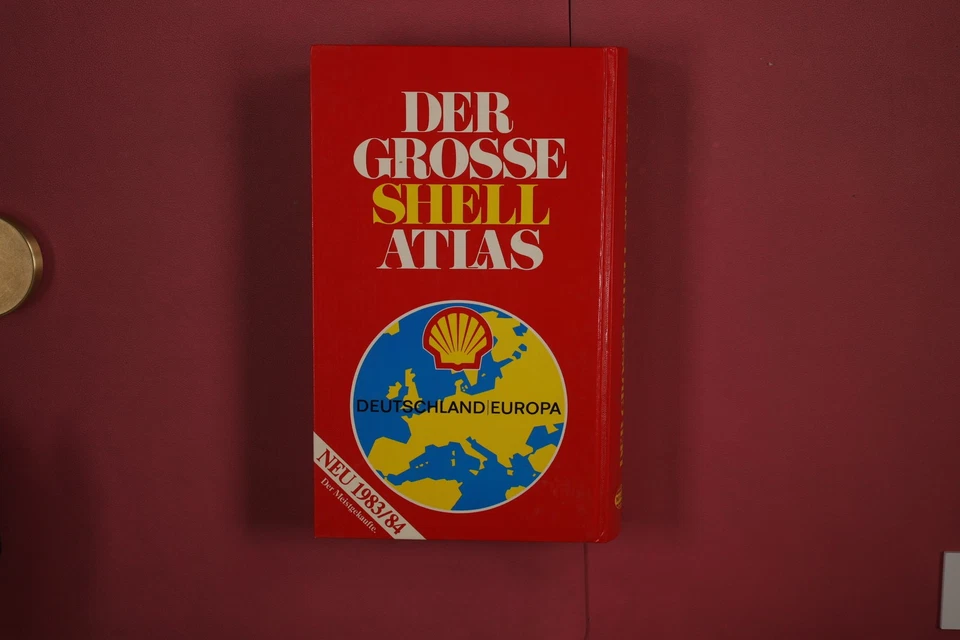 DER
GROSSE
SHELL
ATLAS
DEUTSCHLAND|EUROPA
NEU 1983/84
Der Meistgekaufte.